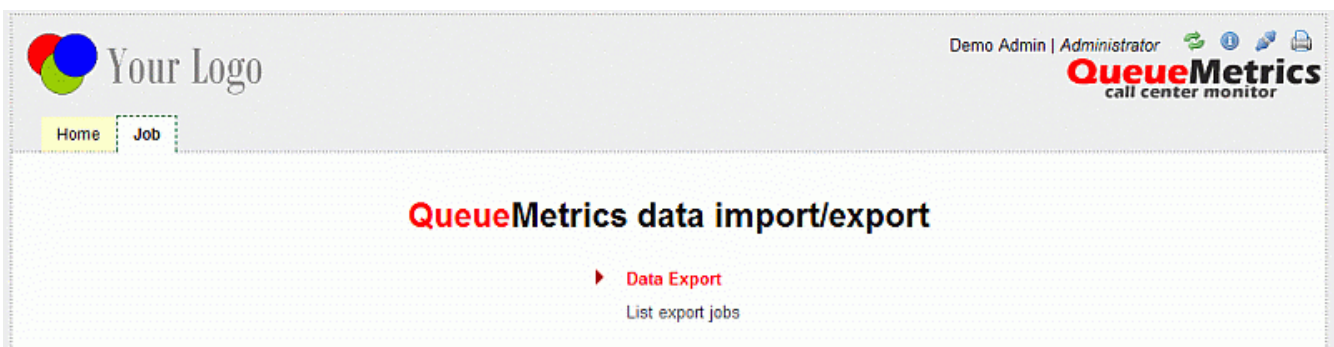 Your Logo
Demo Admin | Administrator
QueueMetrics
call center monitor
Home
Job
QueueMetrics data import/export
Data Export
List export jobs